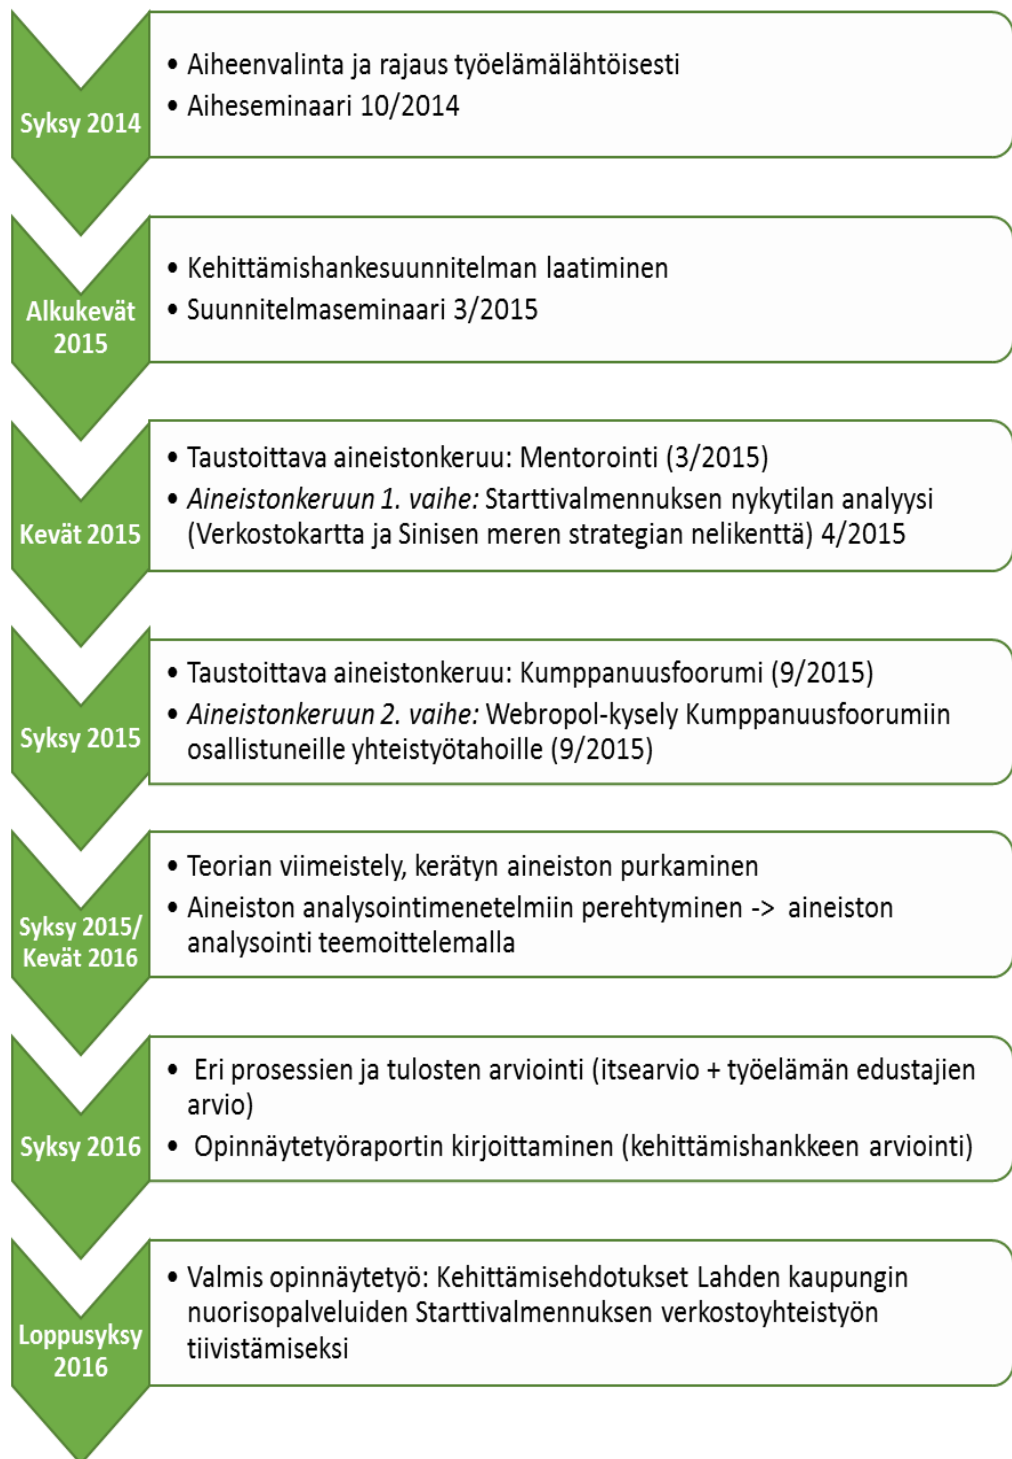 Syksy 2014
• Aiheenvalinta ja rajaus työelämälähtöisesti
• Aiheseminaari 10/2014
Alkukevät
2015
• Kehittämishankesuunnitelman laatiminen
• Suunnitelmaseminaari 3/2015
Kevät 2015
• Taustoittava aineistonkeruu: Mentorointi (3/2015)
• Aineistonkeruun 1. vaihe: Starttivalmennuksen nykytilan analyysi
(Verkostokartta ja Sinisen meren strategian nelikenttä) 4/2015
Syksy 2015
• Taustoittava aineistonkeruu: Kumppanuusfoorumi (9/2015)
• Aineistonkeruun 2. vaihe: Webropol-kysely Kumppanuusfoorumiin
osallistuneille yhteistyötahoille (9/2015)
Syksy 2015/
Kevät 2016
• Teorian viimeistely, kerätyn aineiston purkaminen
• Aineiston analysointimenetelmiin perehtyminen -> aineiston
analysointi teemoittelemalla
Syksy 2016
• Eri prosessien ja tulosten arviointi (itsearvio + työelämän edustajien
arvio)
• Opinnäytetyöraportin kirjoittaminen (kehittämishankkeen arviointi)
Loppusyksy
2016
• Valmis opinnäytetyö: Kehittämisehdotukset Lahden kaupungin
nuorisopalveluiden Starttivalmennuksen verkostoyhteistyön
tiivistämiseksi